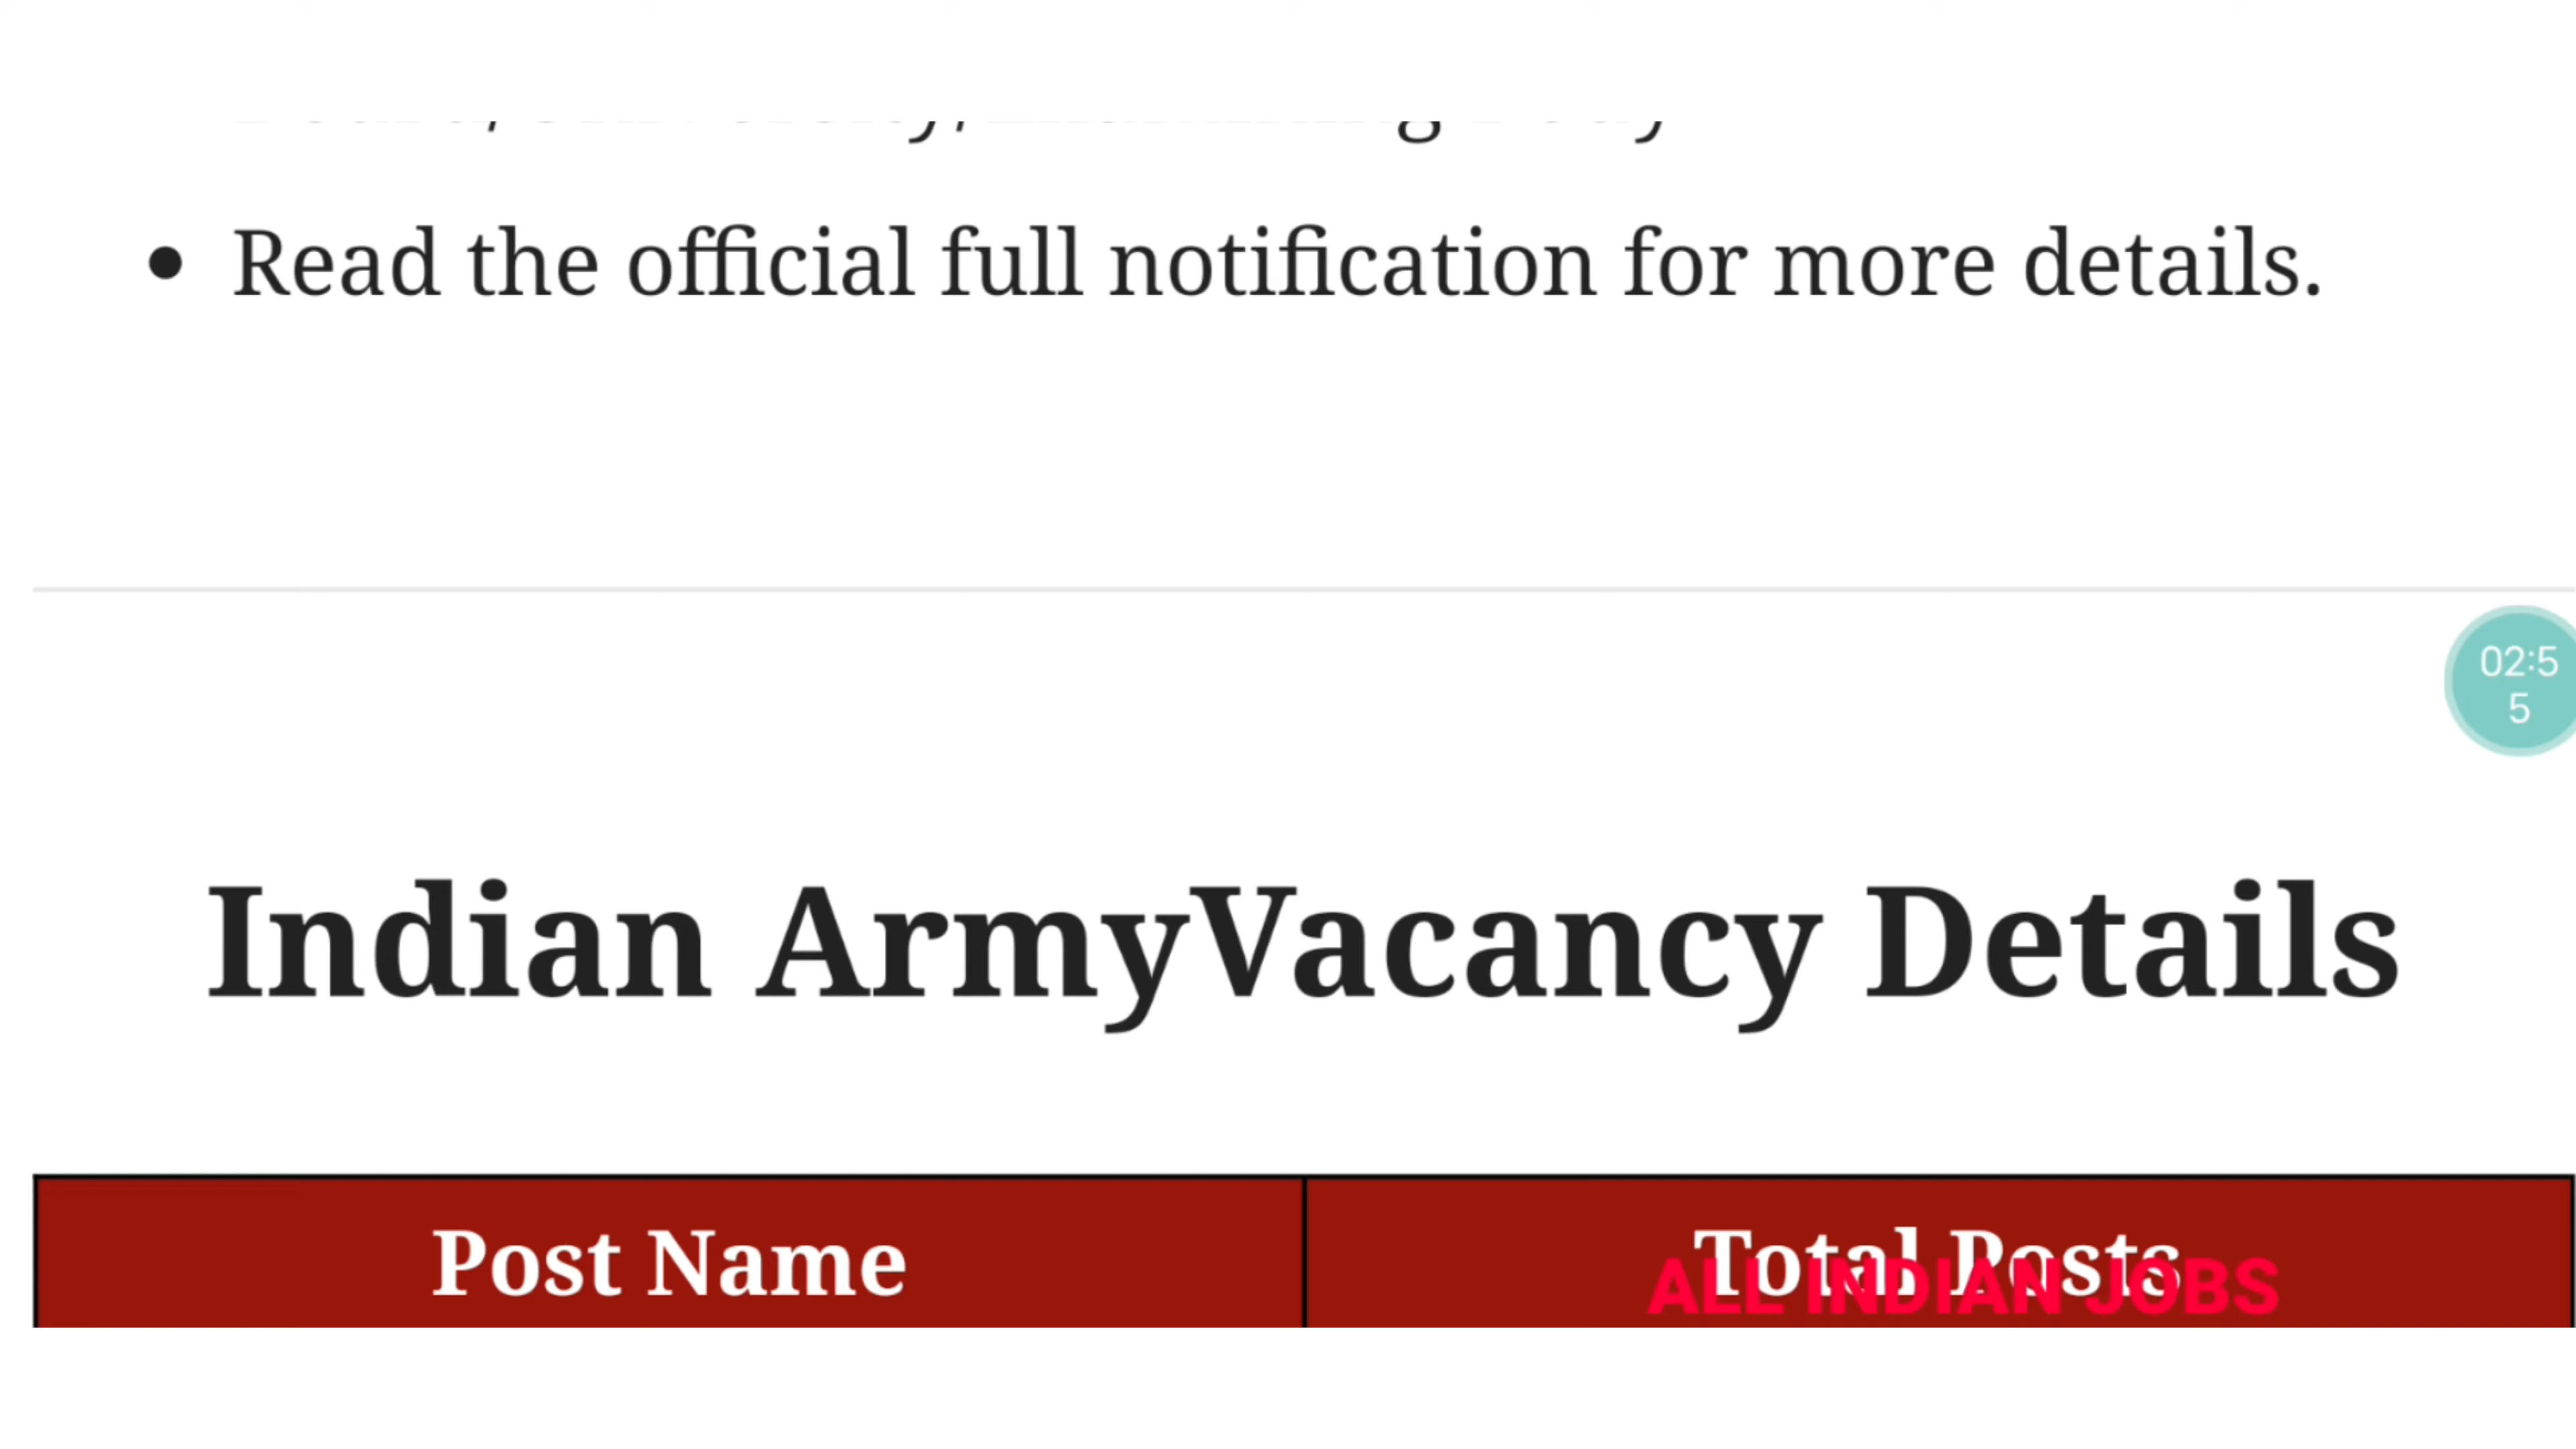 Read the official full notification for more details.
02:5
5
Indian ArmyVacancy Details
Post Name
Total Posts
ALL INDIAN JOBS